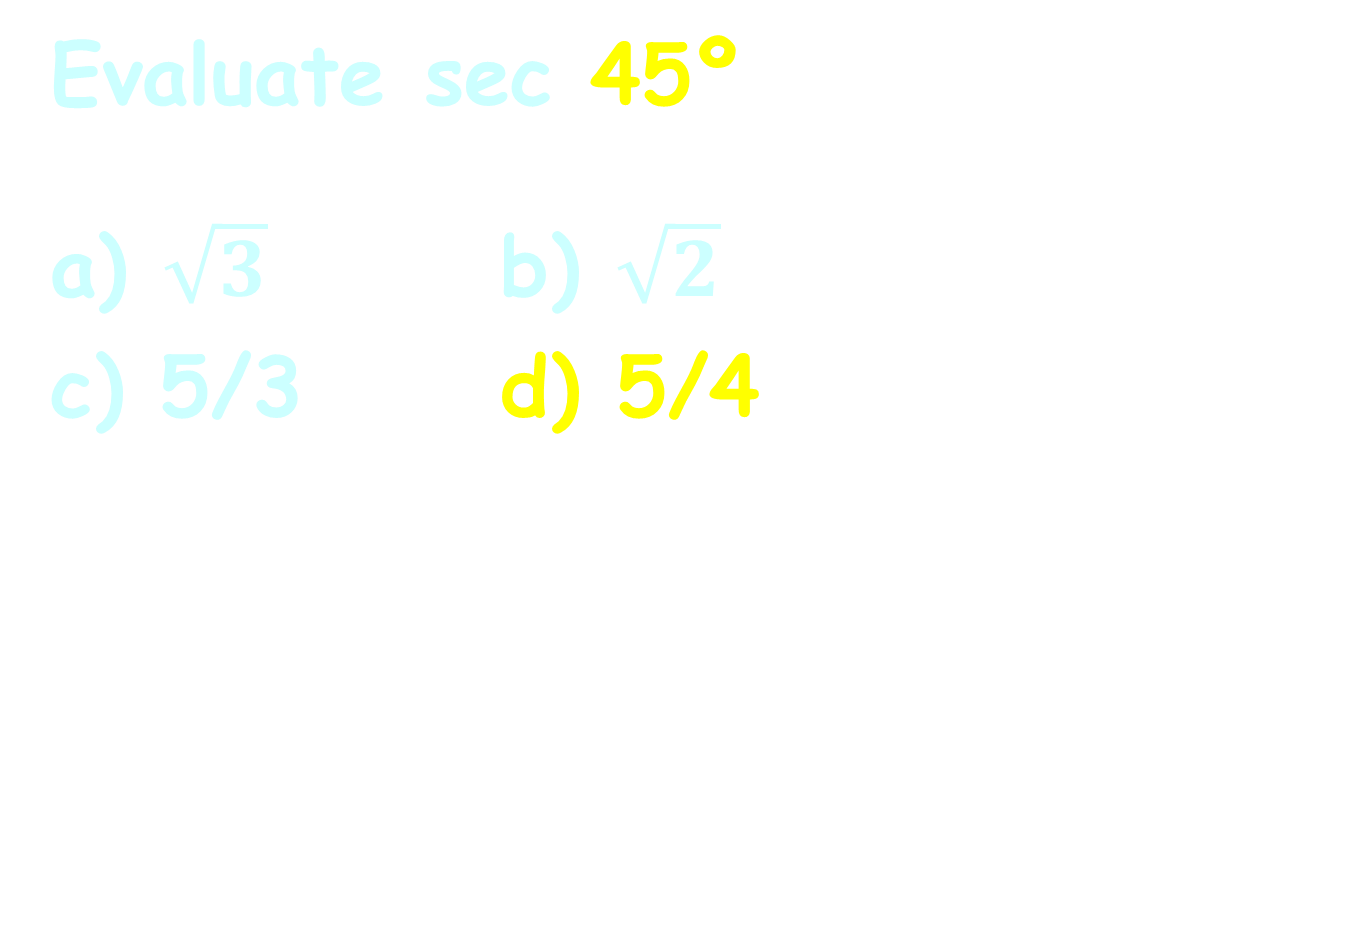 Evaluate sec 45°
a) √3 b) √2
c) 5/3 d) 5/4